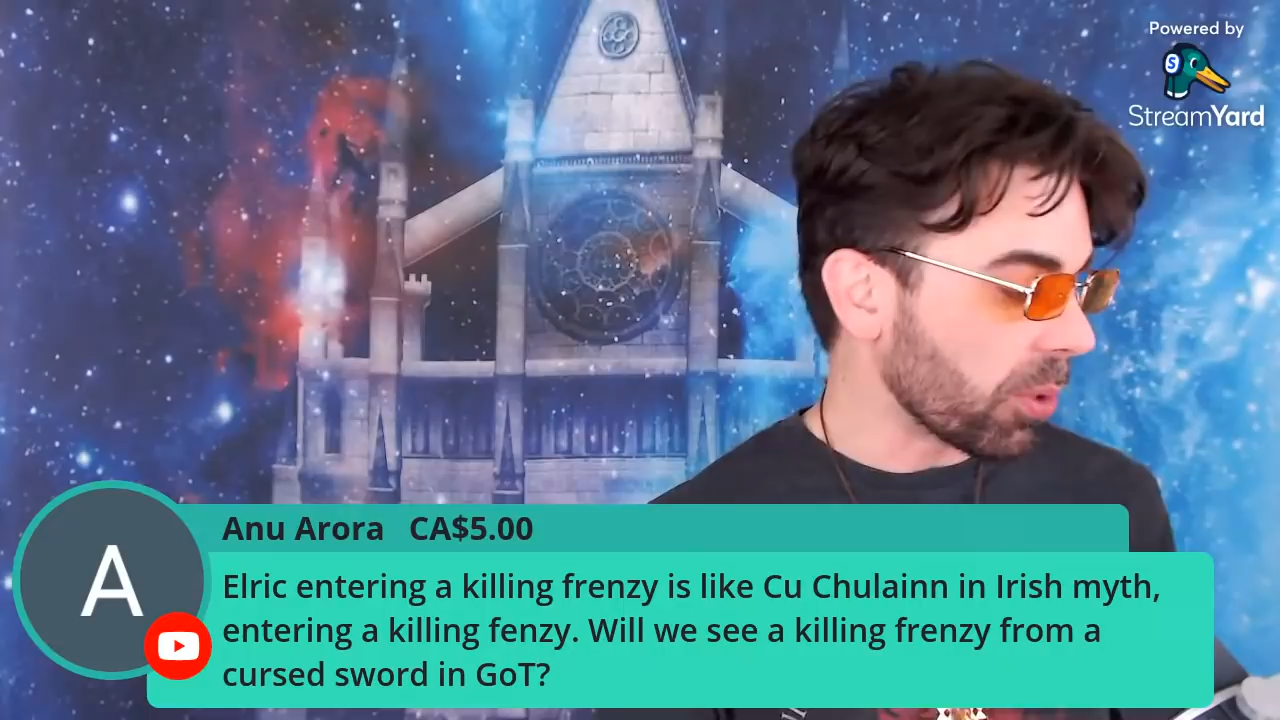 Powered by
S
StreamYard
A
Anu Arora CA$5.00
Elric entering a killing frenzy is like Cu Chulainn in Irish myth,
entering a killing fenzy. Will we see a killing frenzy from a
cursed sword in GoT?